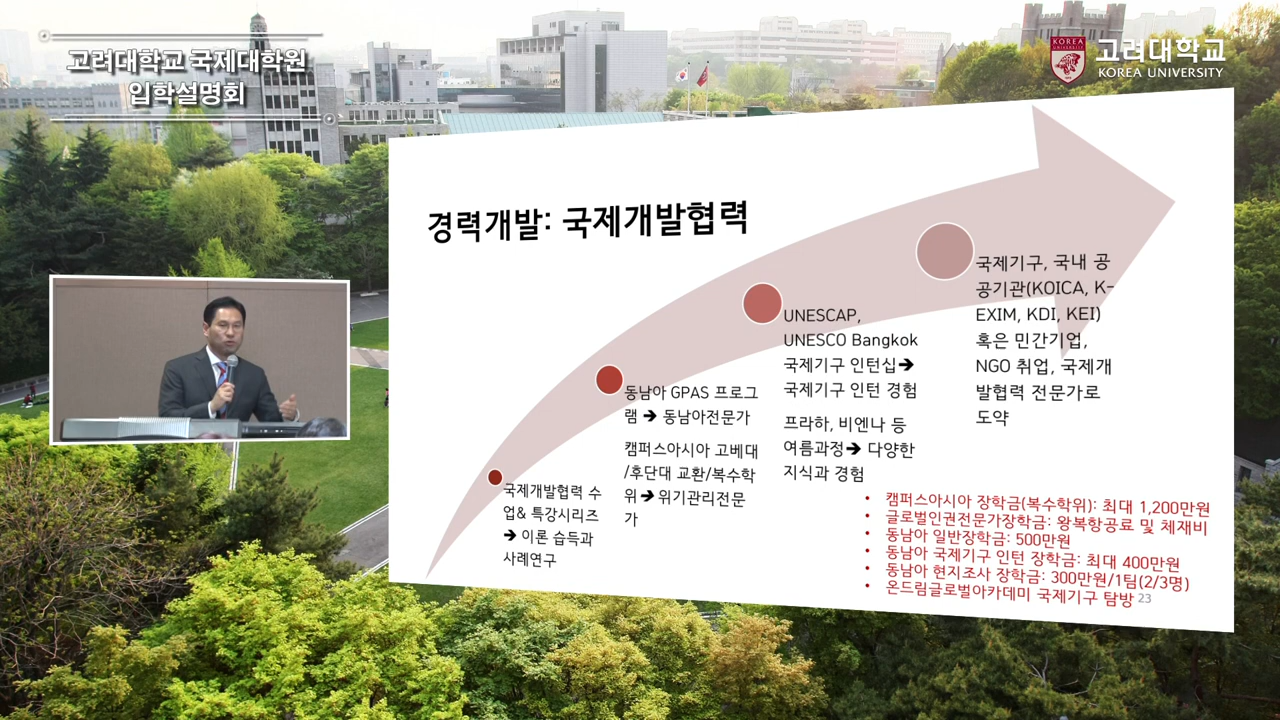 고려대학교 국제대학원
입학설명회
KOREA
UNIVERSITY
고려대학교
KOREA UNIVERSITY
경력개발: 국제개발협력
국제개발협력 수
업& 특강시리즈
➔ 이론 습득과
사례연구
동남아 GPAS 프로그
램 ➔ 동남아전문가
캠퍼스아시아 고베대
/후단대 교환/복수학
위 ➔ 위기관리전문
가
UNESCAP,
UNESCO Bangkok
국제기구 인턴십➔
국제기구 인턴 경험
프라하, 비엔나 등
여름과정➔ 다양한
지식과 경험
국제기구, 국내 공
공기관(KOICA, K-
EXIM, KDI, KEI)
혹은 민간기업,
NGO 취업, 국제개
발협력 전문가로
도약
• 캠퍼스아시아 장학금(복수학위): 최대 1,200만원
• 글로벌인권전문가장학금: 왕복항공료 및 체재비
• 동남아 일반장학금: 500만원
• 동남아 국제기구 인턴 장학금: 최대 400만원
• 동남아 현지조사 장학금: 300만원/1팀(2/3명)
• 온드림글로벌아카데미 국제기구 탐방
23